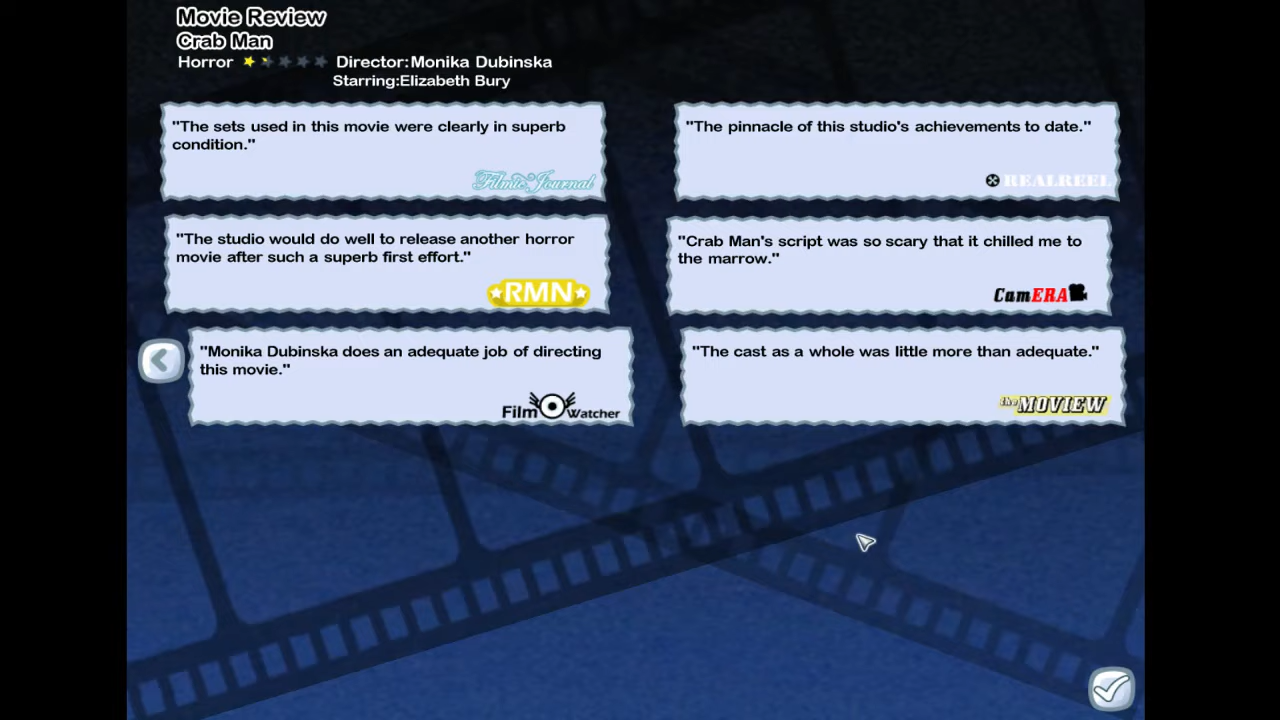 Movie Review
Crab Man
Horror Director:Monika Dubinska
Starring:Elizabeth Bury
"The sets used in this movie were clearly in superb
condition."
Filmic Journal
"The pinnacle of this studio's achievements to date."
REALREEL
"The studio would do well to release another horror
movie after such a superb first effort."
RMN
"Crab Man's script was so scary that it chilled me to
the marrow."
CamERA
"Monika Dubinska does an adequate job of directing
this movie."
Film Watcher
"The cast as a whole was little more than adequate."
the MOVIEW